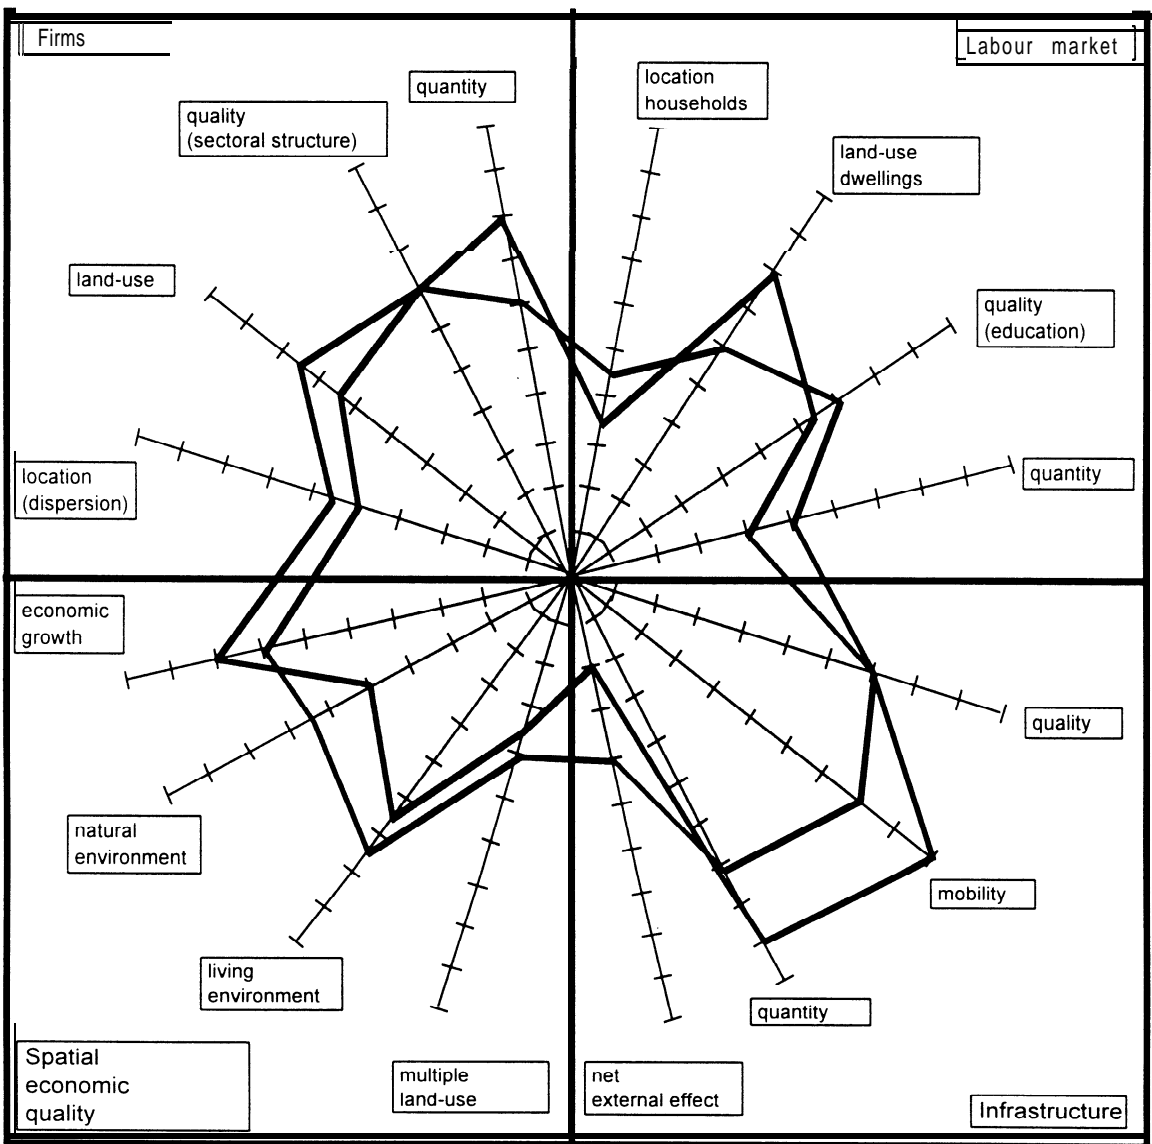 Firms
Labour market
quantity
location
households
quality
(sectoral structure)
land-use
dwellings
land-use
quality
(education)
location
(dispersion)
quantity
economic
growth
quality
natural
environment
mobility
living
environment
quantity
Spatial
economic
quality
multiple
land-use
net
external effect
Infrastructure